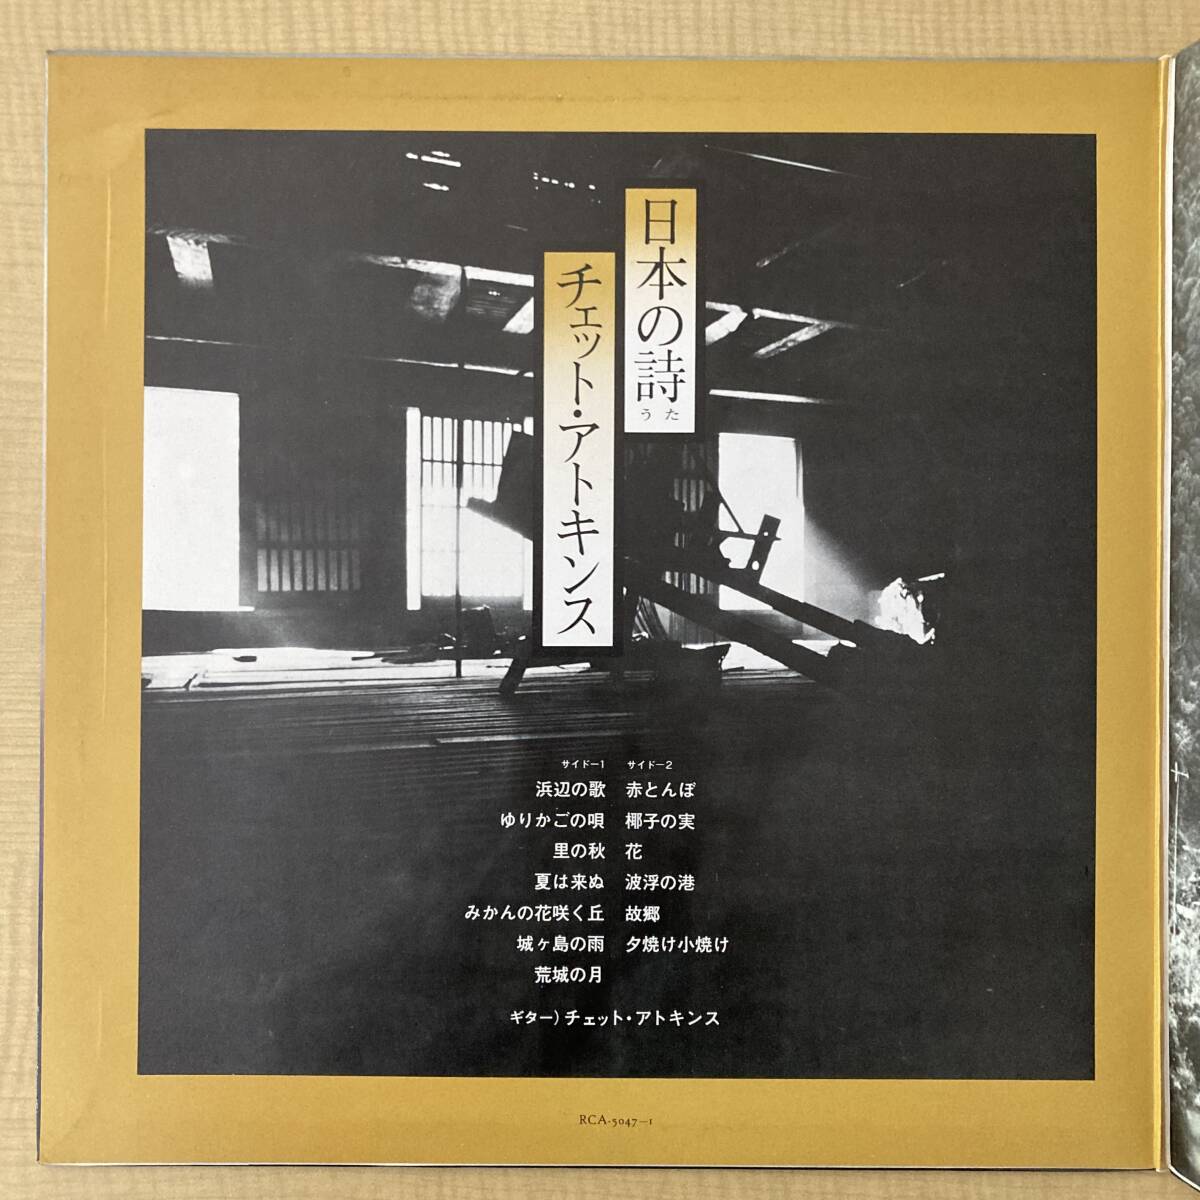 日本の詩
うた
チェット・アトキンス
サイド—1
浜辺の歌
ゆりかごの唄
里の秋
夏は来ぬ
みかんの花咲く丘
城ヶ島の雨
荒城の月
サイド—2
赤とんぼ
椰子の実
花
波浮の港
故郷
夕焼け小焼け
ギター)チェット・アトキンス
RCA-5047—1